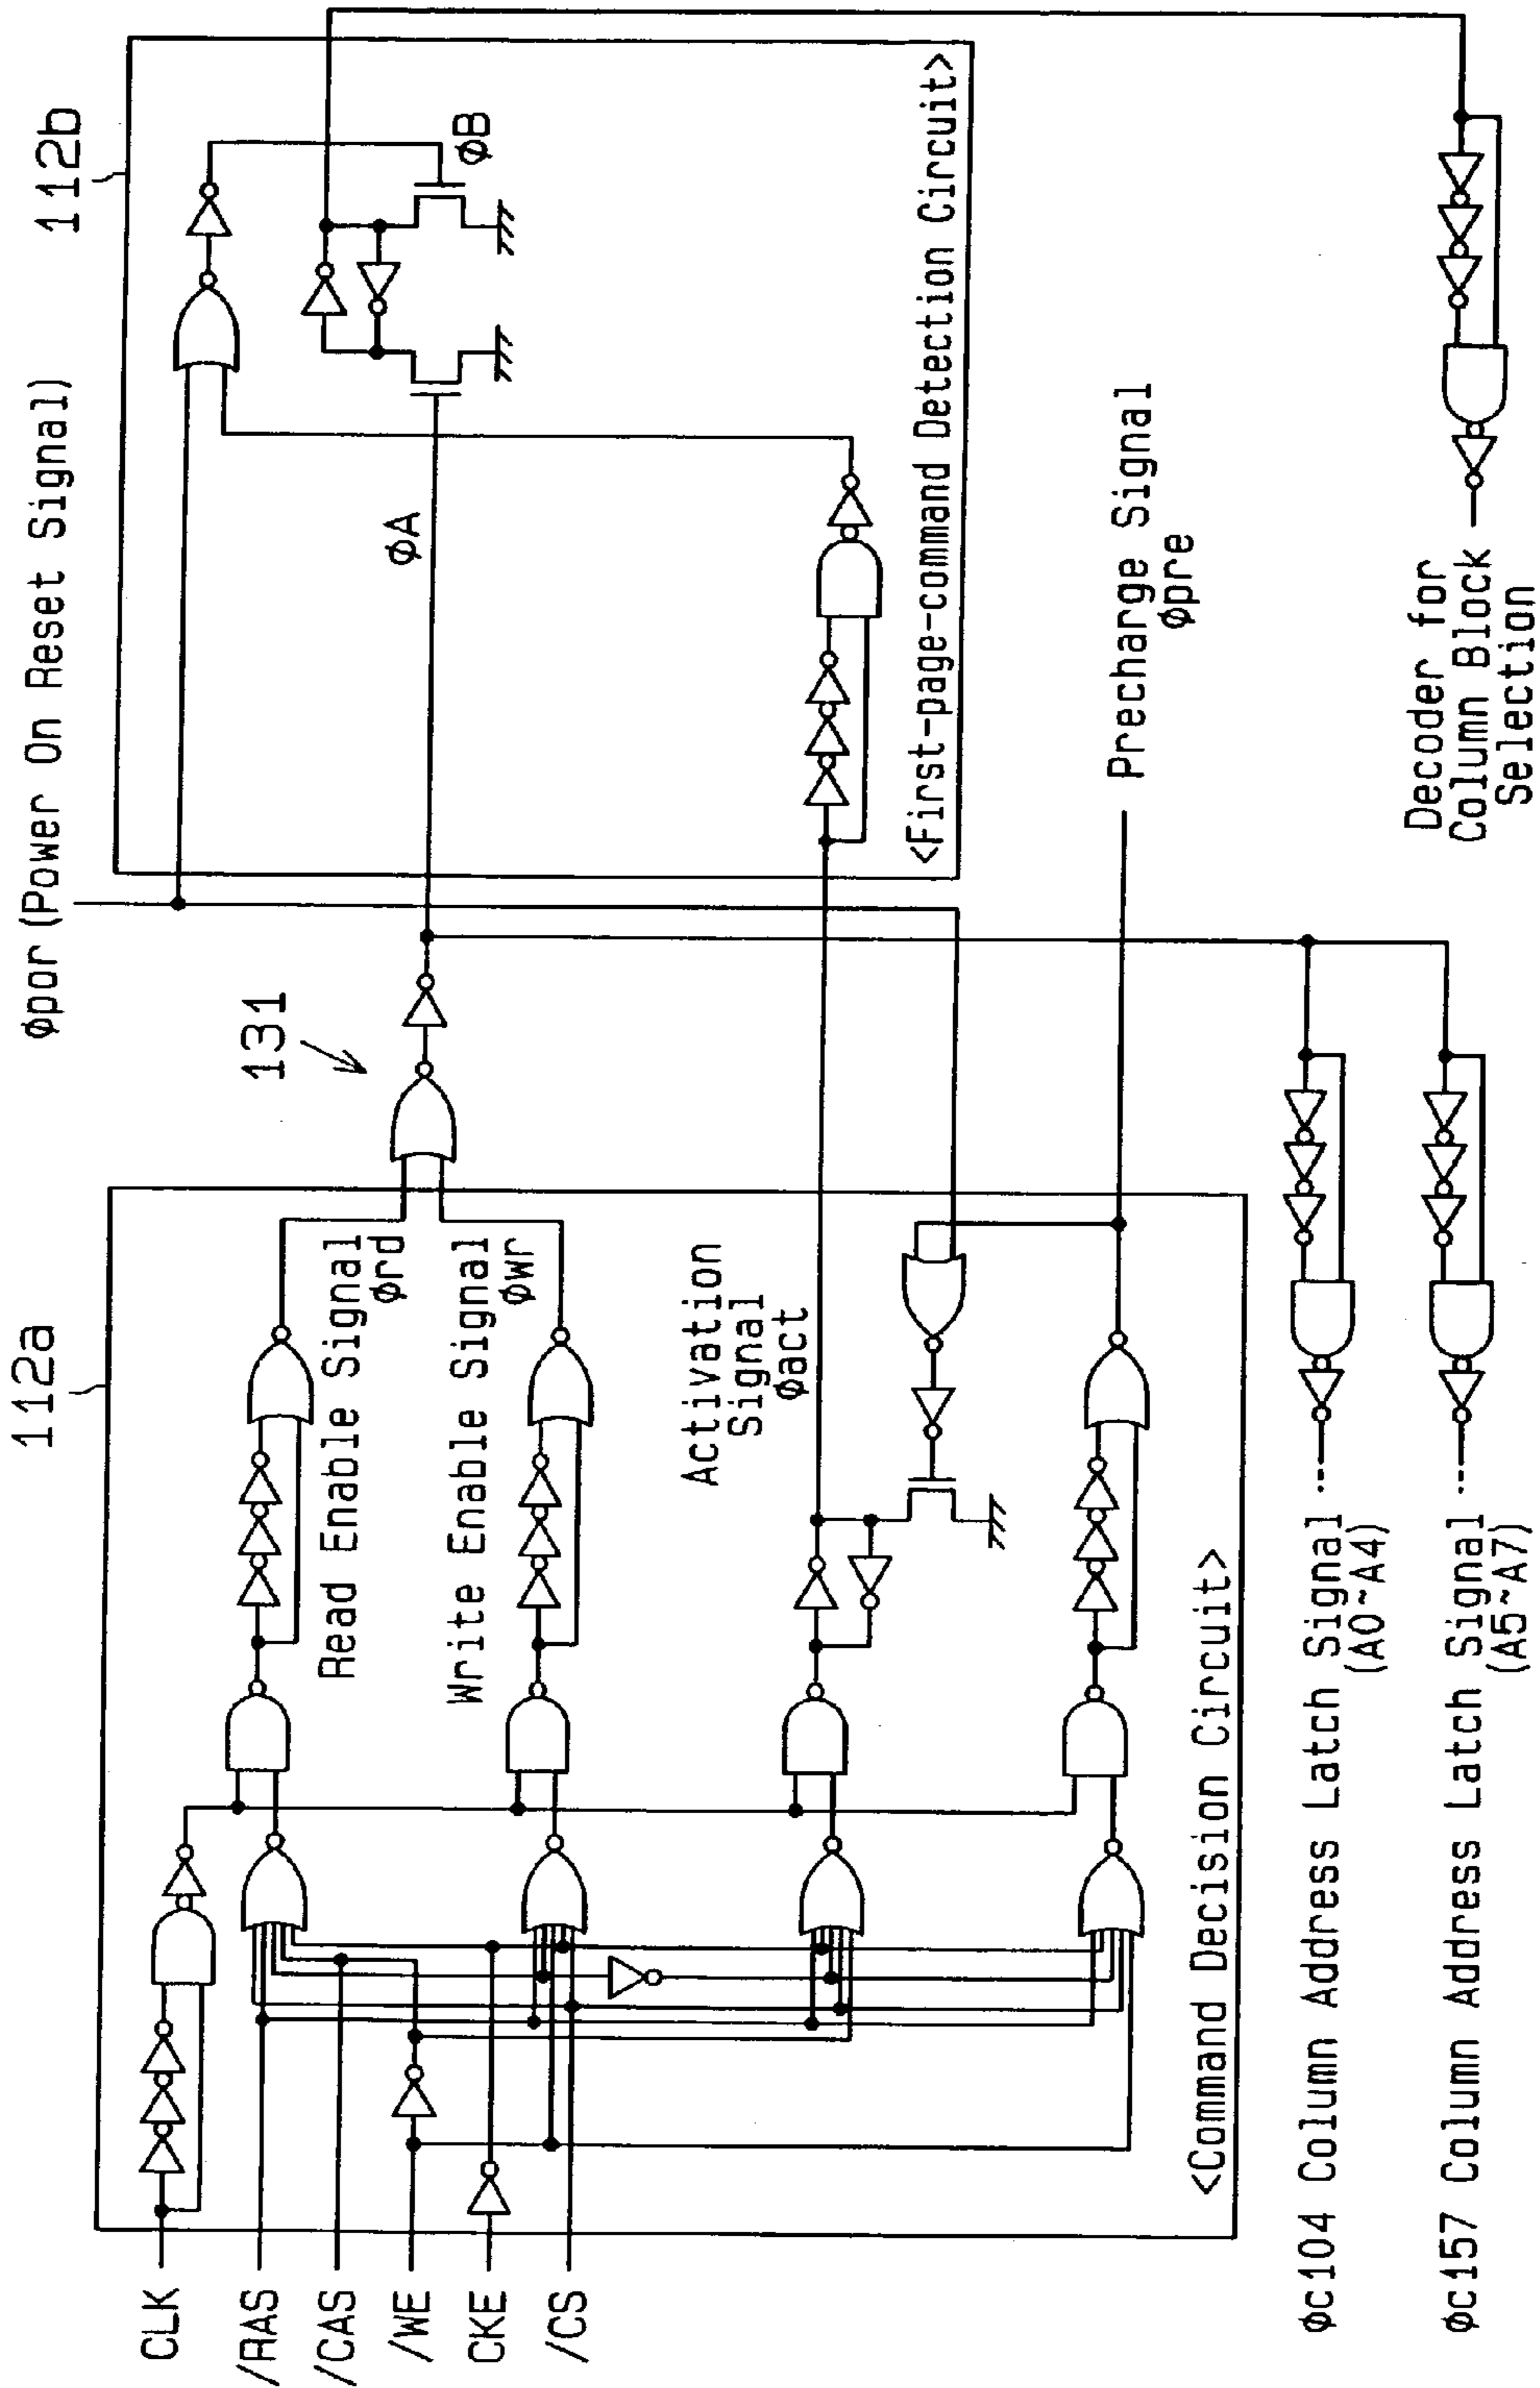 112a
CLK
/RAS
/CAS
/WE
CKE
/CS
Read Enable Signal
φrd
Write Enable Signal
φwr
Activation
Signal
φact
<Command Decision Circuit>
131
φpor (Power On Reset Signal)
112b
φA
φB
<First-page-command Detection Circuit>
Precharge Signal
φpre
φc104 Column Address Latch Signal
(A0~A4)
φc157 Column Address Latch Signal
(A5~A7)
Decoder for
Column Block
Selection